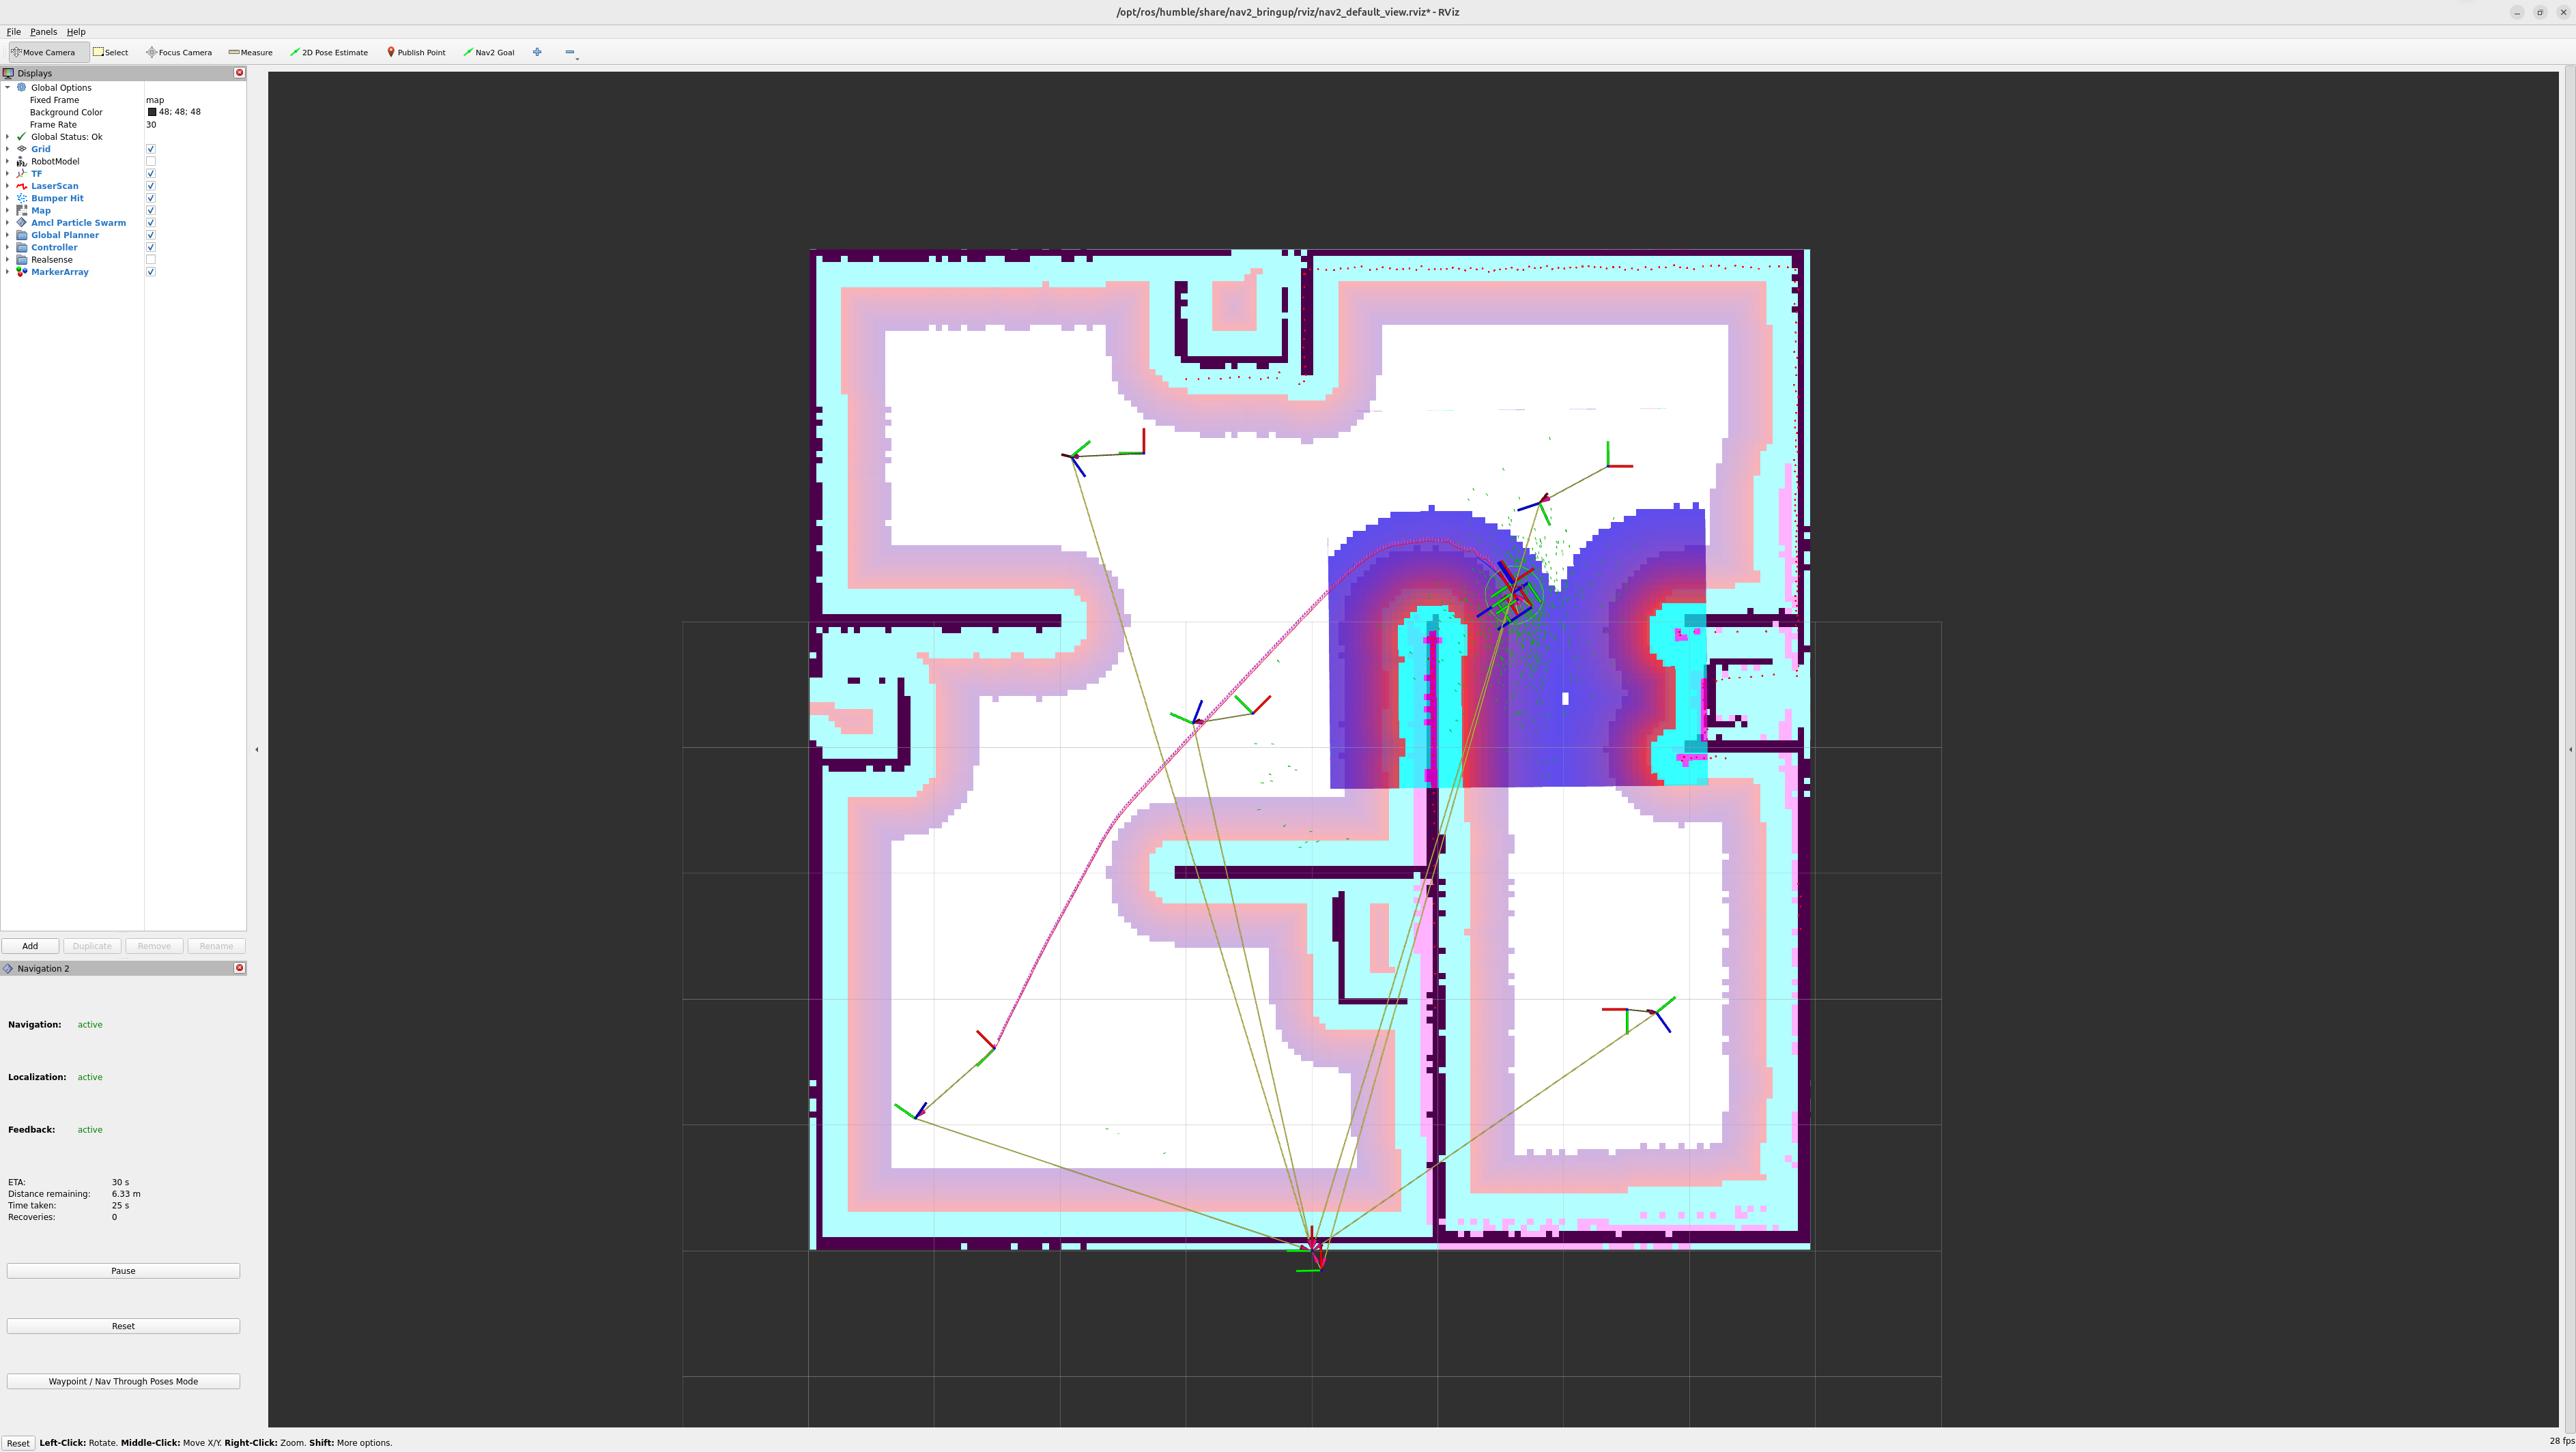 /opt/ros/humble/share/nav2_bringup/rviz/nav2_default_view.rviz* - RViz
File Panels Help
Move Camera Select Focus Camera Measure 2D Pose Estimate Publish Point Nav2 Goal
Displays
Global Options
Fixed Frame map
Background Color 48; 48; 48
Frame Rate 30
Global Status: Ok
Grid
RobotModel
TF
LaserScan
Bumper Hit
Map
Amcl Particle Swarm
Global Planner
Controller
Realsense
MarkerArray
Add Duplicate Remove Rename
Navigation 2
Navigation: active
Localization: active
Feedback: active
ETA: 30 s
Distance remaining: 6.33 m
Time taken: 25 s
Recoveries: 0
Pause
Reset
Waypoint / Nav Through Poses Mode
Reset Left-Click: Rotate. Middle-Click: Move X/Y. Right-Click: Zoom. Shift: More options.
28 fps